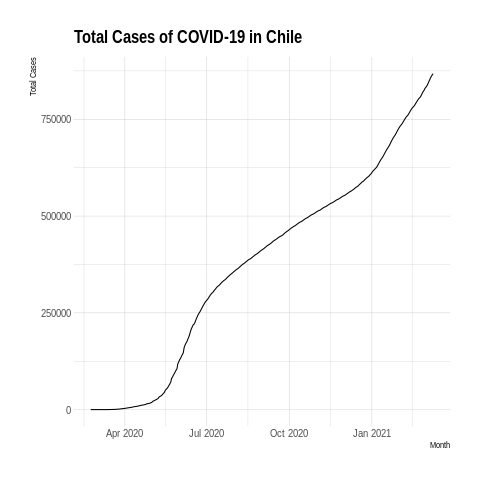 Total Cases of COVID-19 in Chile
Total Cases
750000
500000
250000
0
Apr 2020 Jul 2020 Oct 2020 Jan 2021
Month